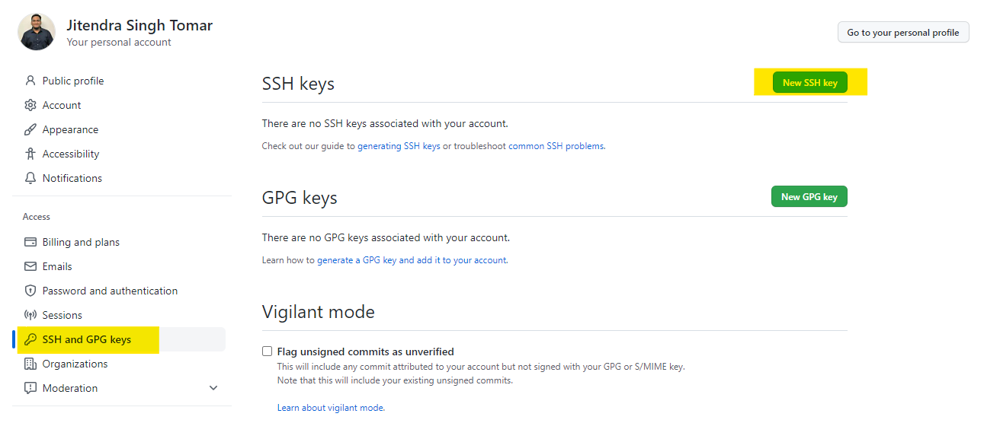 Jitendra Singh Tomar
Your personal account
Go to your personal profile
Public profile
Account
Appearance
Accessibility
Notifications
Access
Billing and plans
Emails
Password and authentication
Sessions
SSH and GPG keys
Organizations
Moderation
SSH keys
New SSH key
There are no SSH keys associated with your account.
Check out our guide to generating SSH keys or troubleshoot common SSH problems.
GPG keys
New GPG key
There are no GPG keys associated with your account.
Learn how to generate a GPG key and add it to your account.
Vigilant mode
Flag unsigned commits as unverified
This will include any commit attributed to your account but not signed with your GPG or S/MIME key.
Note that this will include your existing unsigned commits.
Learn about vigilant mode.